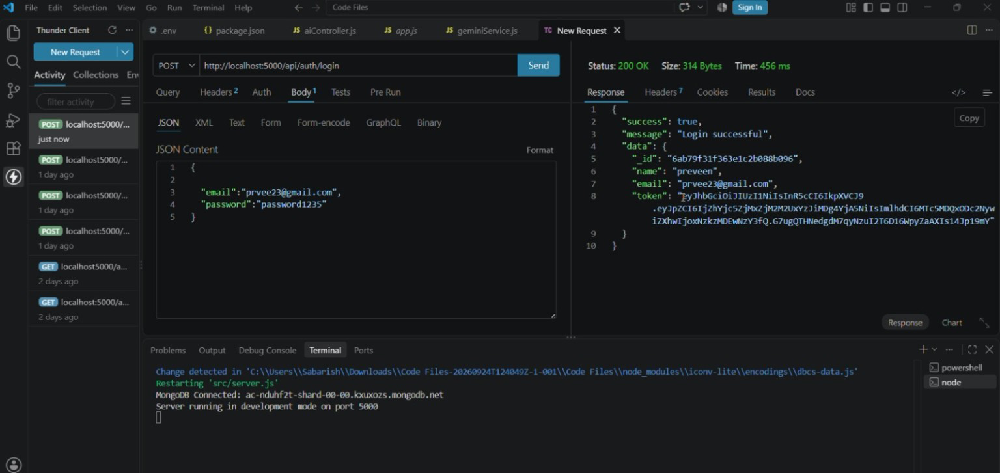 File Edit Selection View Go Run Terminal Help
Code Files
Sign In
Thunder Client
New Request
Activity Collections En
filter activity
POST localhost:5000/...
just now
POST localhost5000/...
1 day ago
POST localhost:5000/...
1 day ago
POST localhost:5000/...
1 day ago
GET localhost5000/a...
2 days ago
GET localhost:5000/a...
2 days ago
.env
{} package.json
JS aiController.js
JS app.js
JS geminiService.js
TC New Request
POST http://localhost:5000/api/auth/login Send
Query Headers 2 Auth Body 1 Tests Pre Run
JSON XML Text Form Form-encode GraphQL Binary
JSON Content Format
1 {
2
3 "email":"prvee23@gmail.com",
4 "password":"password1235"
5 }
Status: 200 OK Size: 314 Bytes Time: 456 ms
Response Headers 7 Cookies Results Docs
Copy
1 {
2 "success": true,
3 "message": "Login successful",
4 "data": {
5 "_id": "6ab79f31f363e1c2b088b096",
6 "name": "preveen",
7 "email": "prvee23@gmail.com",
8 "token": "eyJhbGciOiJIUzI1NiIsInR5cCI6IkpXVCJ9
.eyJpZCI6IjZhYjc5ZjMxZjM2M2UxYzJiMDg4YjA5NiIsImlhdCI6MTc5MDQxODc2Nyw
iZXhwIjoxNzkzMDEwNzY3fQ.G7ugQTHNedgdM7qyNzuI2T6D16WpyZaAXIs14Jp19mY"
9 }
10 }
Response Chart
Problems Output Debug Console Terminal Ports
Change detected in 'C:\\Users\\Sabarish\\Downloads\\Code Files-20260924T124049Z-1-001\\Code Files\\node_modules\\iconv-lite\\encodings\\dbcs-data.js'
Restarting 'src/server.js'
MongoDB Connected: ac-nduhf2t-shard-00-00.kxuxozs.mongodb.net
Server running in development mode on port 5000
powershell
node